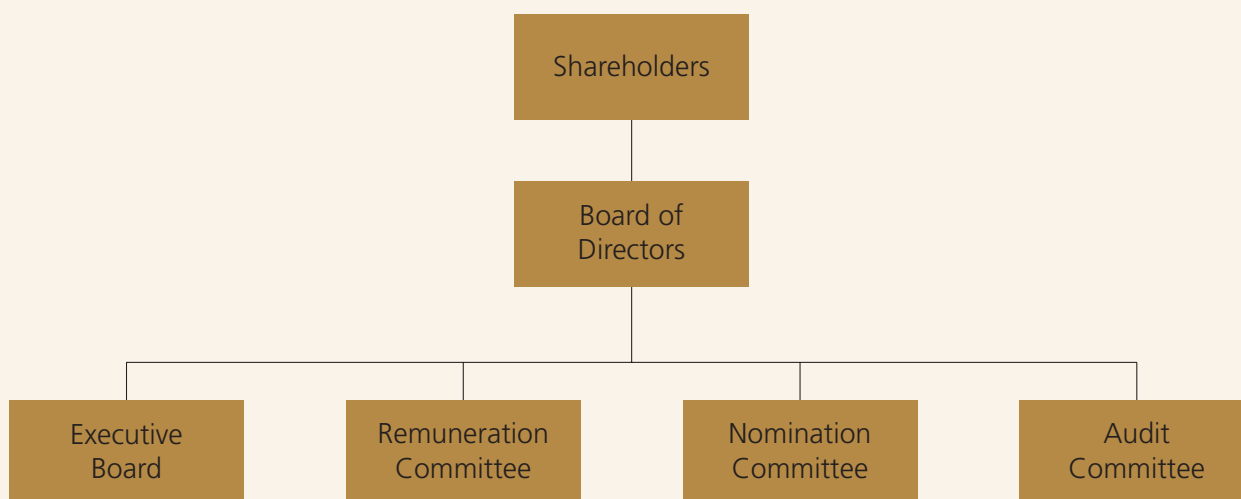 Shareholders
Board of
Directors
Executive
Board
Remuneration
Committee
Nomination
Committee
Audit
Committee